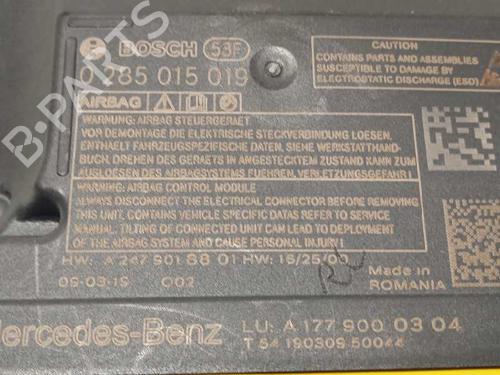 BOSCH 53F
0 285 015 019
CAUTION
CONTAINS PARTS AND ASSEMBLIES
SUSCEPTIBLE TO DAMAGE BY
ELECTROSTATIC DISCHARGE (ESD)
AIRBAG
WARNUNG: AIRBAG STEUERGERAET
VOR DEMONTAGE DIE ELEKTRISCHE STECKVERBINDUNG LOESEN,
ENTHAELT FAHRZEUGSPEZIFISCHE DATEN, SIEHE WERKSTATTHAND-
BUCH, DREHEN DES GERAETS IN ANGESTECKTEM ZUSTAND KANN ZUM
AUSLOESEN DES AIRBAGSYSTEMS FUEHREN, VERLETZUNGSGEFAHR!
WARNING: AIRBAG CONTROL MODULE
ALWAYS DISCONNECT THE ELECTRICAL CONNECTOR BEFORE REMOVING
THIS UNIT. CONTAINS VEHICLE SPECIFIC DATAS REFER TO SERVICE
MANUAL. TILTING OF CONNECTED UNIT CAN LEAD TO DEPLOYMENT
OF THE AIRBAG SYSTEM AND CAUSE PERSONAL INJURY!
HW: A 247 901 88 01 HW: 16/25/00
09-03-19 002
Made in
ROMANIA
Mercedes-Benz LU: A 177 900 03 04
T 54 190309 50044
B-PARTS